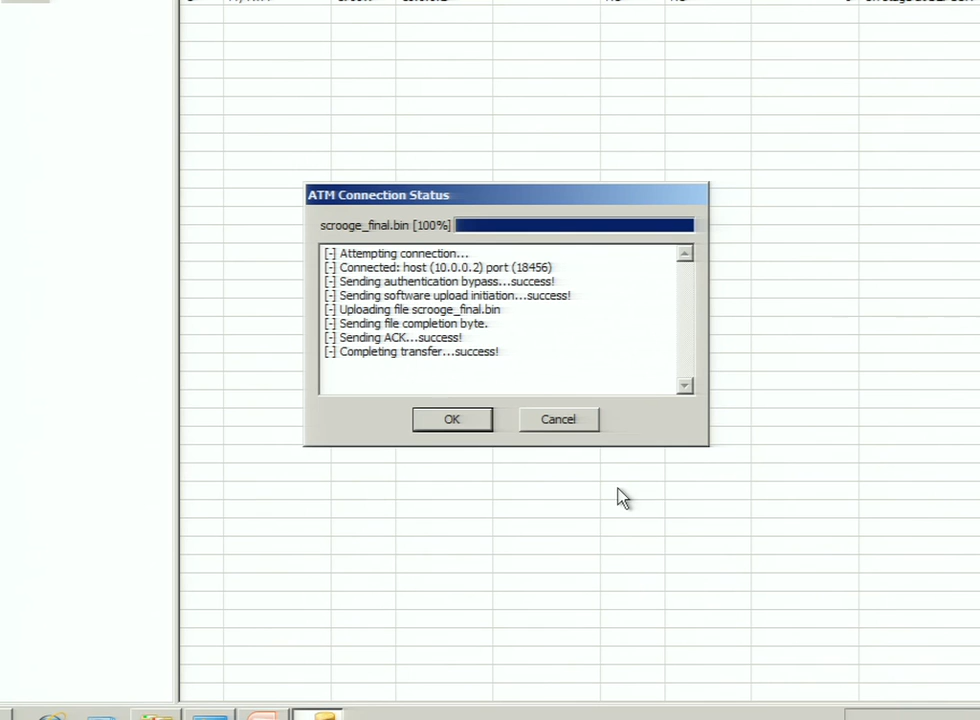 ATM Connection Status
scrooge_final.bin [100%]
[-] Attempting connection...
[-] Connected: host (10.0.0.2) port (18456)
[-] Sending authentication bypass...success!
[-] Sending software upload initiation...success!
[-] Uploading file scrooge_final.bin
[-] Sending file completion byte.
[-] Sending ACK...success!
[-] Completing transfer...success!
OK
Cancel